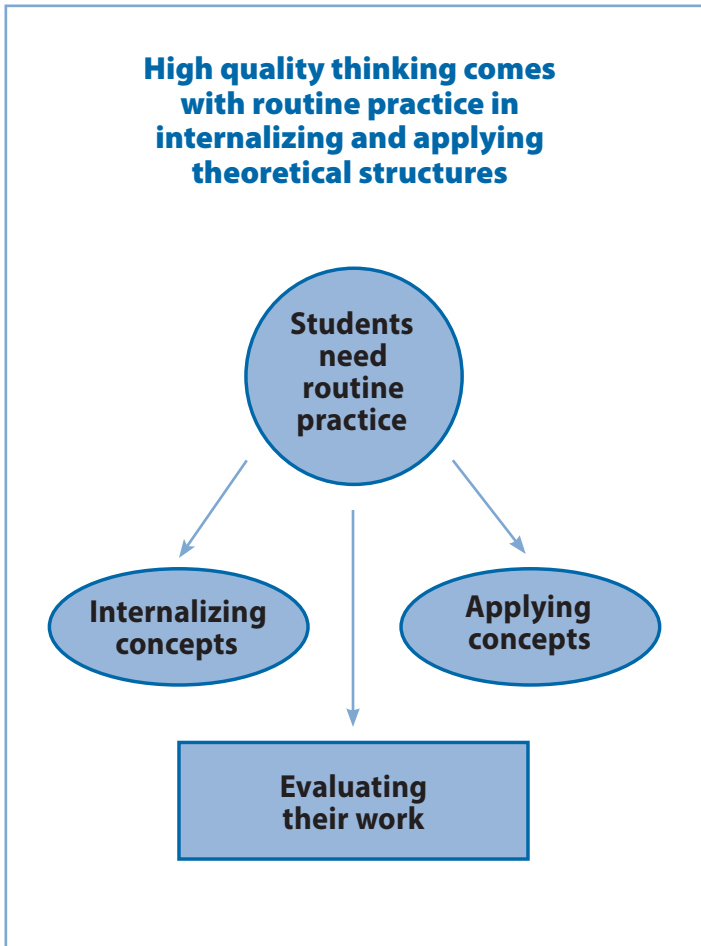 High quality thinking comes
with routine practice in
internalizing and applying
theoretical structures
Students
need
routine
practice
Internalizing
concepts
Applying
concepts
Evaluating
their work